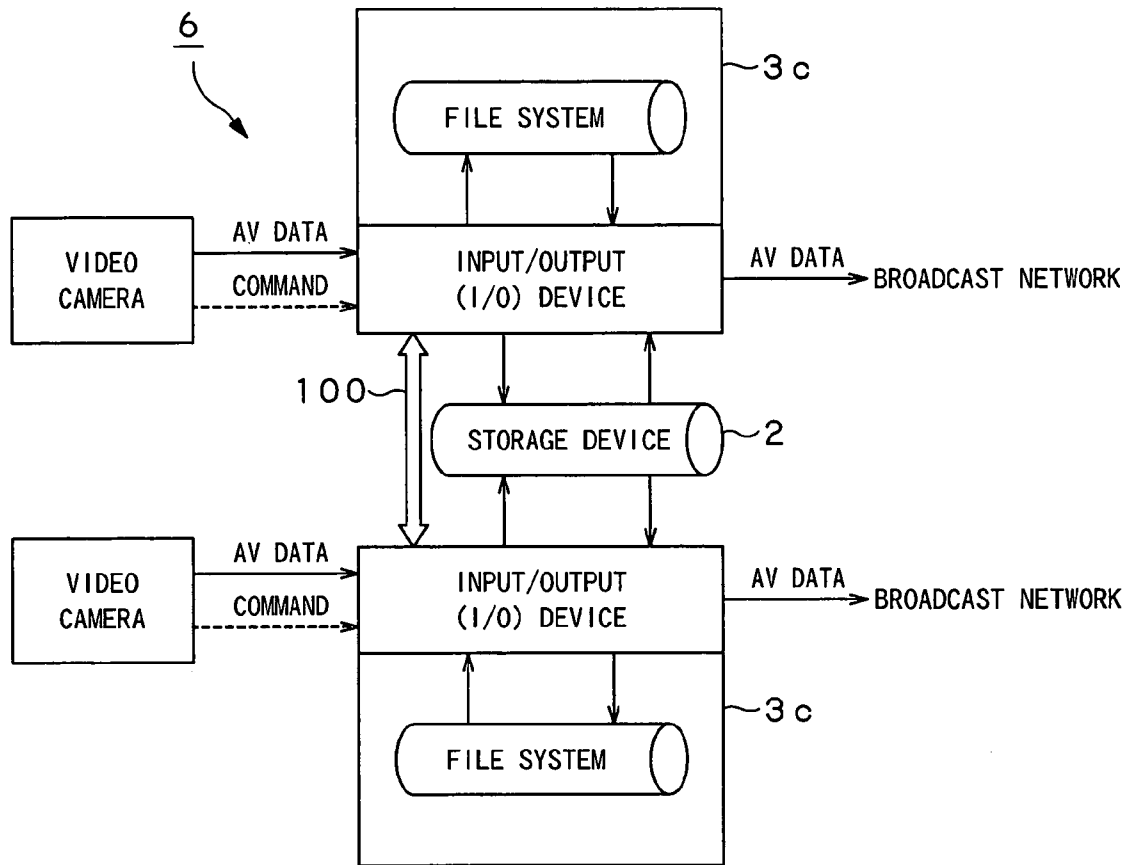 6
3c
FILE SYSTEM
VIDEO
CAMERA
AV DATA
COMMAND
INPUT/OUTPUT
(I/O) DEVICE
AV DATA
BROADCAST NETWORK
100
STORAGE DEVICE
2
VIDEO
CAMERA
AV DATA
COMMAND
INPUT/OUTPUT
(I/O) DEVICE
AV DATA
BROADCAST NETWORK
3c
FILE SYSTEM